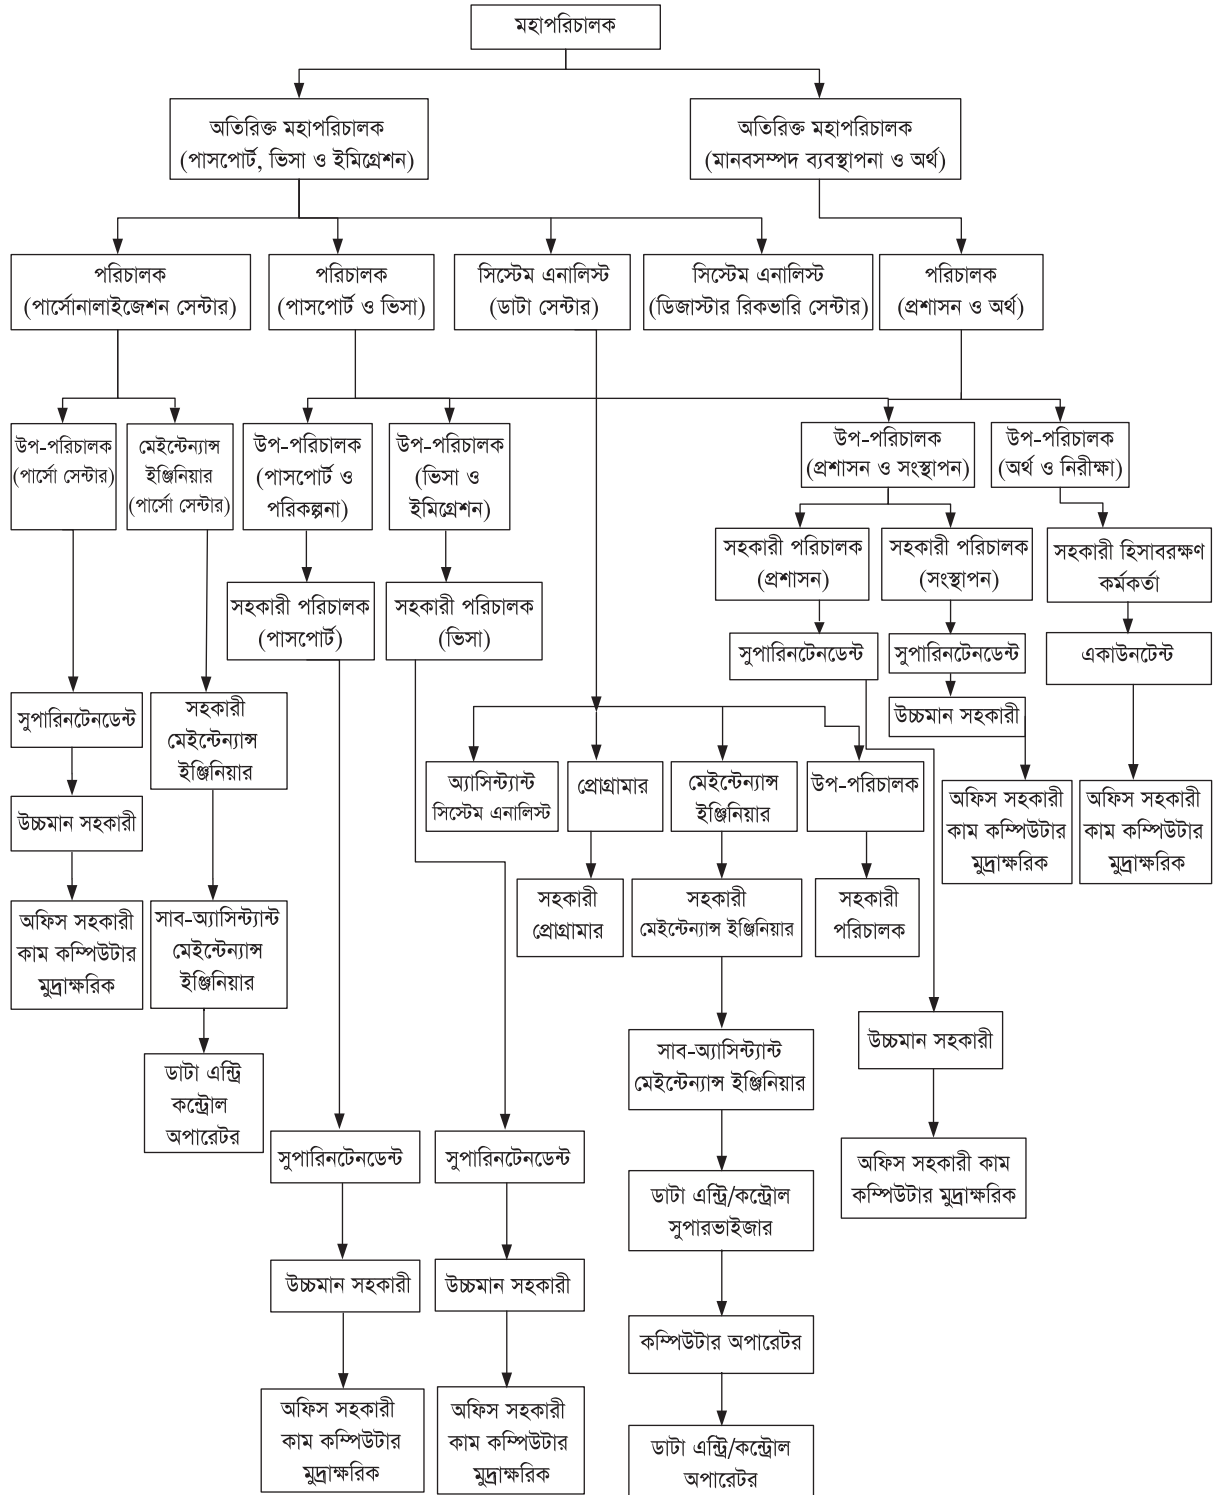 মহাপরিচালক
অতিরিক্ত মহাপরিচালক
(পাসপোর্ট, ভিসা ও ইমিগ্রেশন)
অতিরিক্ত মহাপরিচালক
(মানবসম্পদ ব্যবস্থাপনা ও অর্থ)
পরিচালক
(পার্সোনালাইজেশন সেন্টার)
পরিচালক
(পাসপোর্ট ও ভিসা)
সিস্টেম এনালিস্ট
(ডাটা সেন্টার)
সিস্টেম এনালিস্ট
(ডিজাস্টার রিকভারি সেন্টার)
পরিচালক
(প্রশাসন ও অর্থ)
উপ-পরিচালক
(পার্সো সেন্টার)
মেইন্টেন্যান্স
ইঞ্জিনিয়ার
(পার্সো সেন্টার)
উপ-পরিচালক
(পাসপোর্ট ও
পরিকল্পনা)
উপ-পরিচালক
(ভিসা ও
ইমিগ্রেশন)
উপ-পরিচালক
(প্রশাসন ও সংস্থাপন)
উপ-পরিচালক
(অর্থ ও নিরীক্ষা)
সহকারী পরিচালক
(প্রশাসন)
সহকারী পরিচালক
(সংস্থাপন)
সহকারী হিসাবরক্ষণ
কর্মকর্তা
সহকারী পরিচালক
(পাসপোর্ট)
সহকারী পরিচালক
(ভিসা)
সুপারিনটেনডেন্ট
সুপারিনটেনডেন্ট
একাউনটেন্ট
সুপারিনটেনডেন্ট
সহকারী
মেইন্টেন্যান্স
ইঞ্জিনিয়ার
উচ্চমান সহকারী
অ্যাসিন্ট্যান্ট
সিস্টেম এনালিস্ট
প্রোগ্রামার
মেইন্টেন্যান্স
ইঞ্জিনিয়ার
উপ-পরিচালক
অফিস সহকারী
কাম কম্পিউটার
মুদ্রাক্ষরিক
অফিস সহকারী
কাম কম্পিউটার
মুদ্রাক্ষরিক
উচ্চমান সহকারী
সহকারী
প্রোগ্রামার
সহকারী
মেইন্টেন্যান্স ইঞ্জিনিয়ার
সহকারী
পরিচালক
অফিস সহকারী
কাম কম্পিউটার
মুদ্রাক্ষরিক
সাব-অ্যাসিন্ট্যান্ট
মেইন্টেন্যান্স
ইঞ্জিনিয়ার
উচ্চমান সহকারী
সাব-অ্যাসিন্ট্যান্ট
মেইন্টেন্যান্স ইঞ্জিনিয়ার
ডাটা এন্ট্রি
কন্ট্রোল
অপারেটর
সুপারিনটেনডেন্ট
সুপারিনটেনডেন্ট
অফিস সহকারী কাম
কম্পিউটার মুদ্রাক্ষরিক
ডাটা এন্ট্রি/কন্ট্রোল
সুপারভাইজার
উচ্চমান সহকারী
উচ্চমান সহকারী
কম্পিউটার অপারেটর
অফিস সহকারী
কাম কম্পিউটার
মুদ্রাক্ষরিক
অফিস সহকারী
কাম কম্পিউটার
মুদ্রাক্ষরিক
ডাটা এন্ট্রি/কন্ট্রোল
অপারেটর